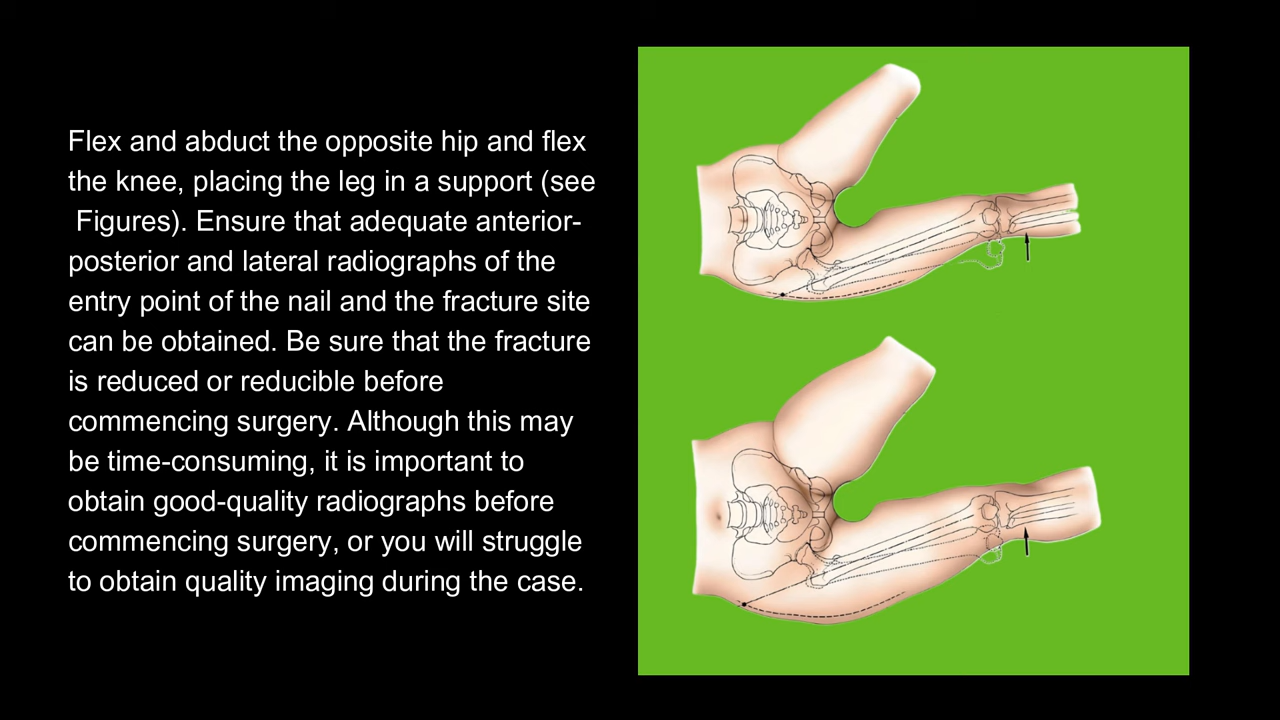 Flex and abduct the opposite hip and flex
the knee, placing the leg in a support (see
Figures). Ensure that adequate anterior-
posterior and lateral radiographs of the
entry point of the nail and the fracture site
can be obtained. Be sure that the fracture
is reduced or reducible before
commencing surgery. Although this may
be time-consuming, it is important to
obtain good-quality radiographs before
commencing surgery, or you will struggle
to obtain quality imaging during the case.